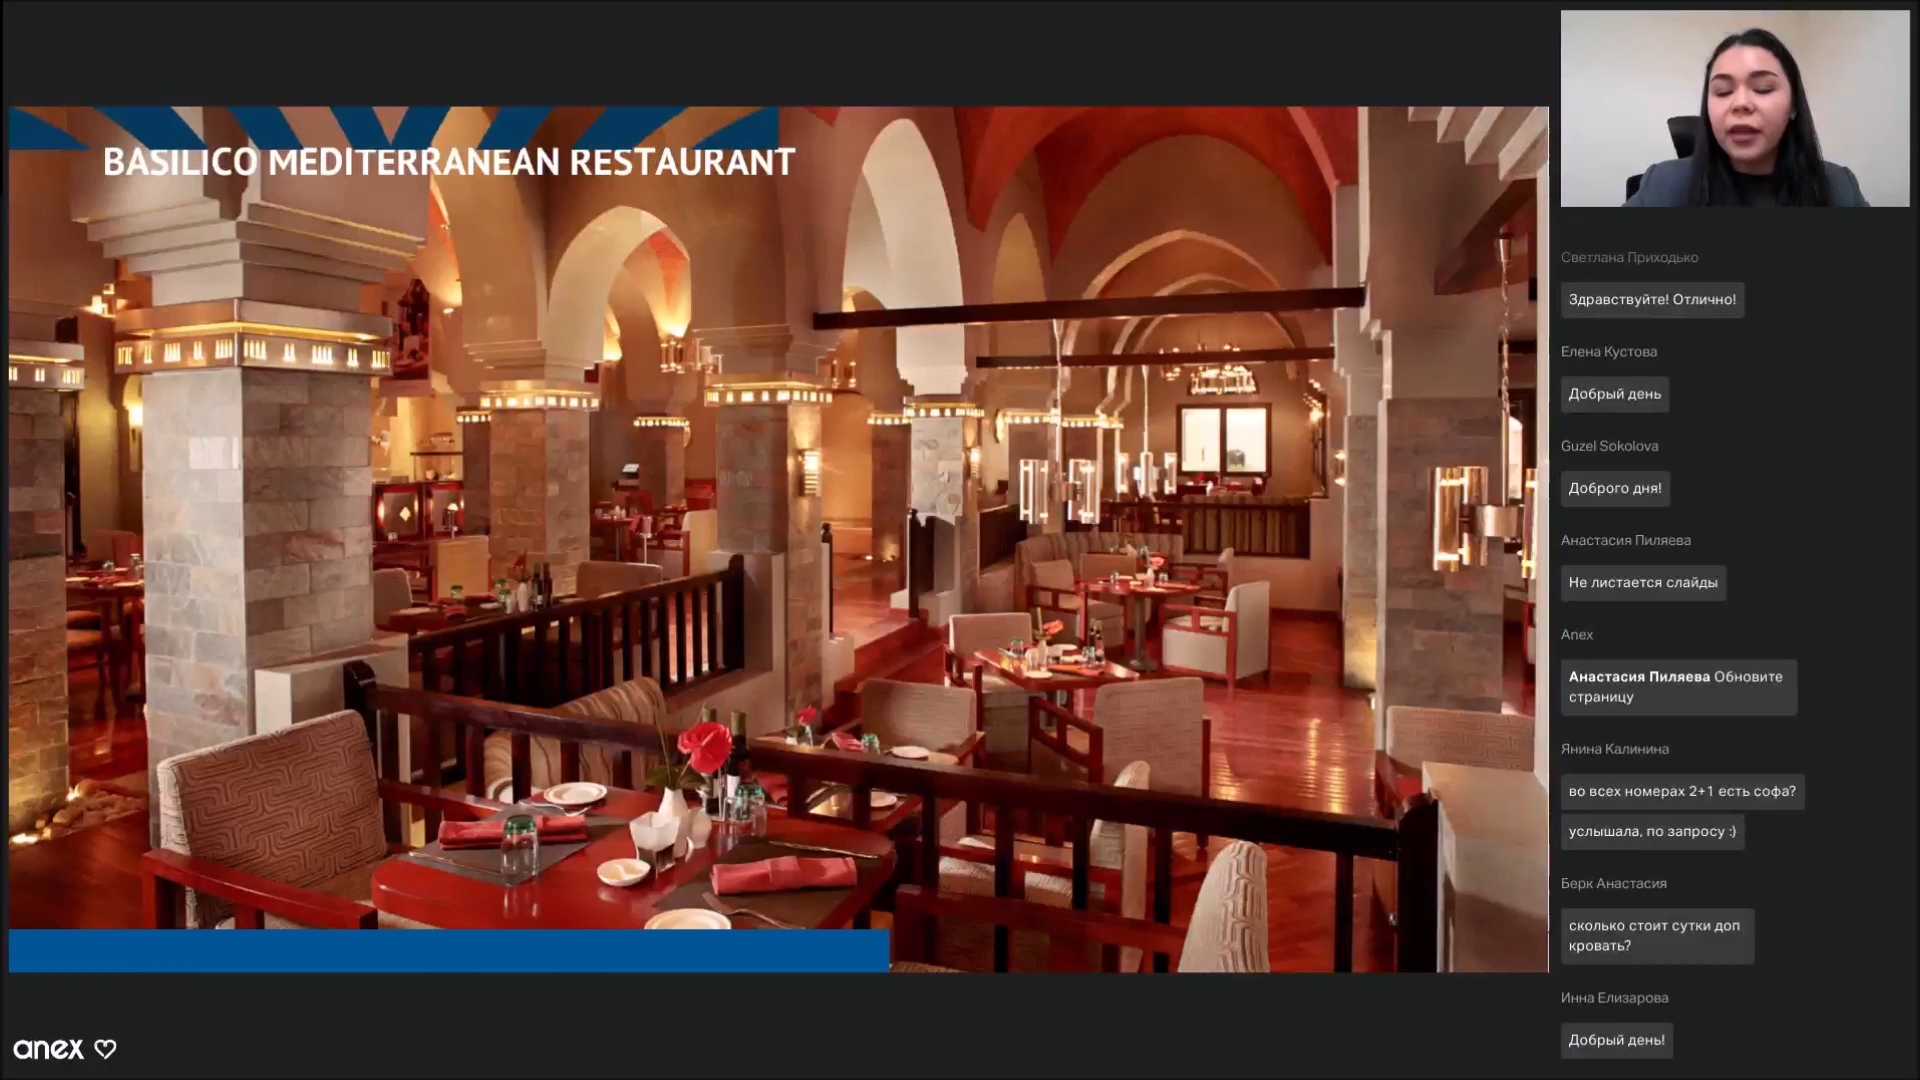 BASILICO MEDITERRANEAN RESTAURANT
Светлана Приходько
Здравствуйте! Отлично!
Елена Кустова
Добрый день
Guzel Sokolova
Доброго дня!
Анастасия Пиляева
Не листается слайды
Anex
Анастасия Пиляева Обновите
страницу
Янина Калинина
во всех номерах 2+1 есть софа?
услышала, по запросу :)
Берк Анастасия
сколько стоит сутки доп
кровать?
Инна Елизарова
Добрый день!
anex